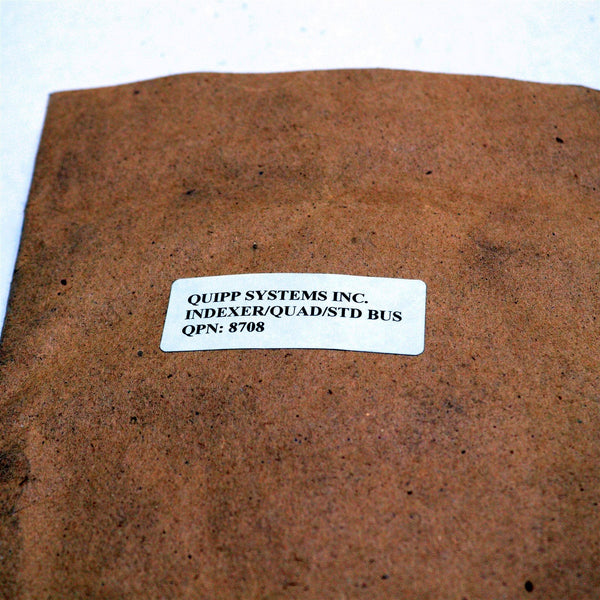 QUIPP SYSTEMS INC.
INDEXER/QUAD/STD BUS
QPN: 8708